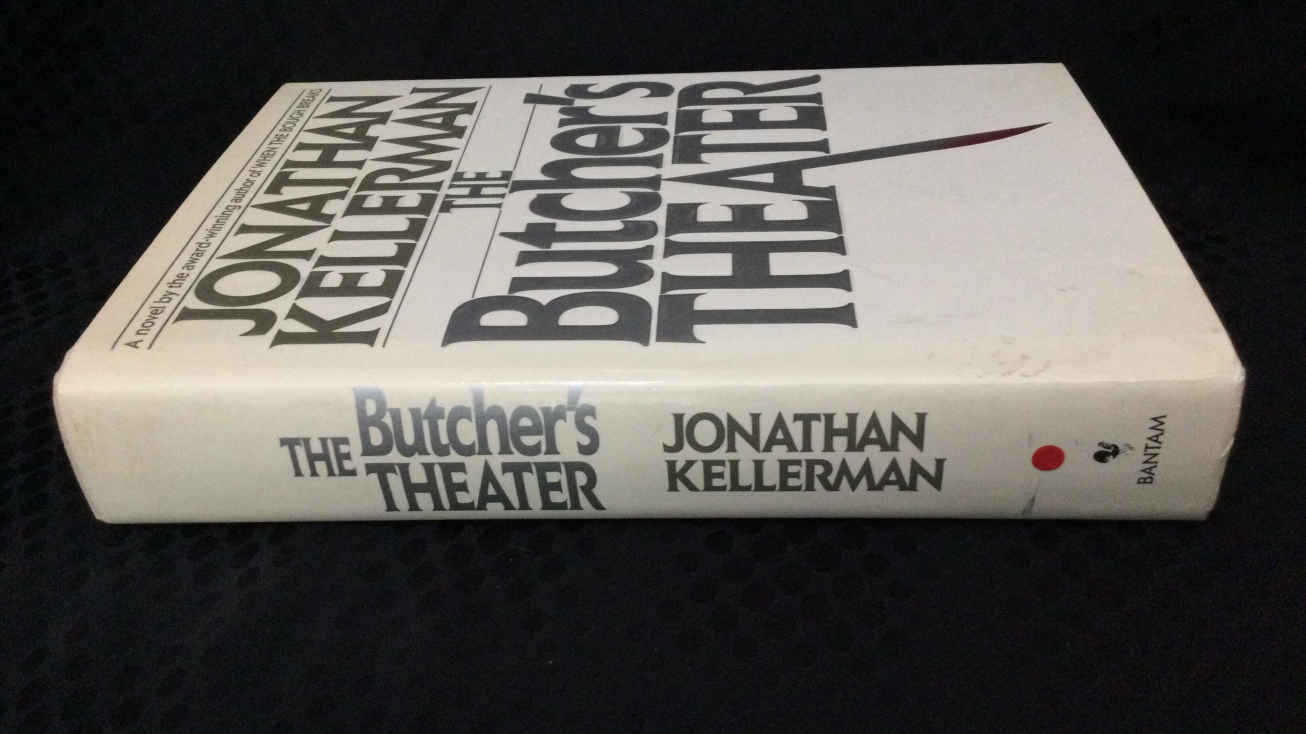 A novel by the award-winning author of WHEN THE BOUGH BREAKS
JONATHAN
KELLERMAN
THE
Butcher's
THEATER
THE Butcher's
THEATER
JONATHAN
KELLERMAN
BANTAM